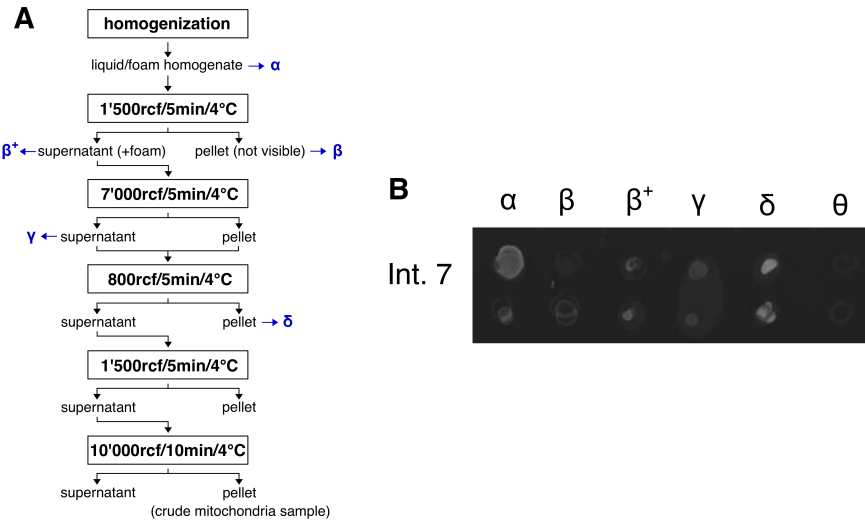 A
homogenization
liquid/foam homogenate α
1'500rcf/5min/4°C
β+ supernatant (+foam) pellet (not visible) β
7'000rcf/5min/4°C
γ supernatant pellet
800rcf/5min/4°C
supernatant pellet δ
1'500rcf/5min/4°C
supernatant pellet
10'000rcf/10min/4°C
supernatant pellet
(crude mitochondria sample)
B
α β β+ γ δ θ
Int. 7